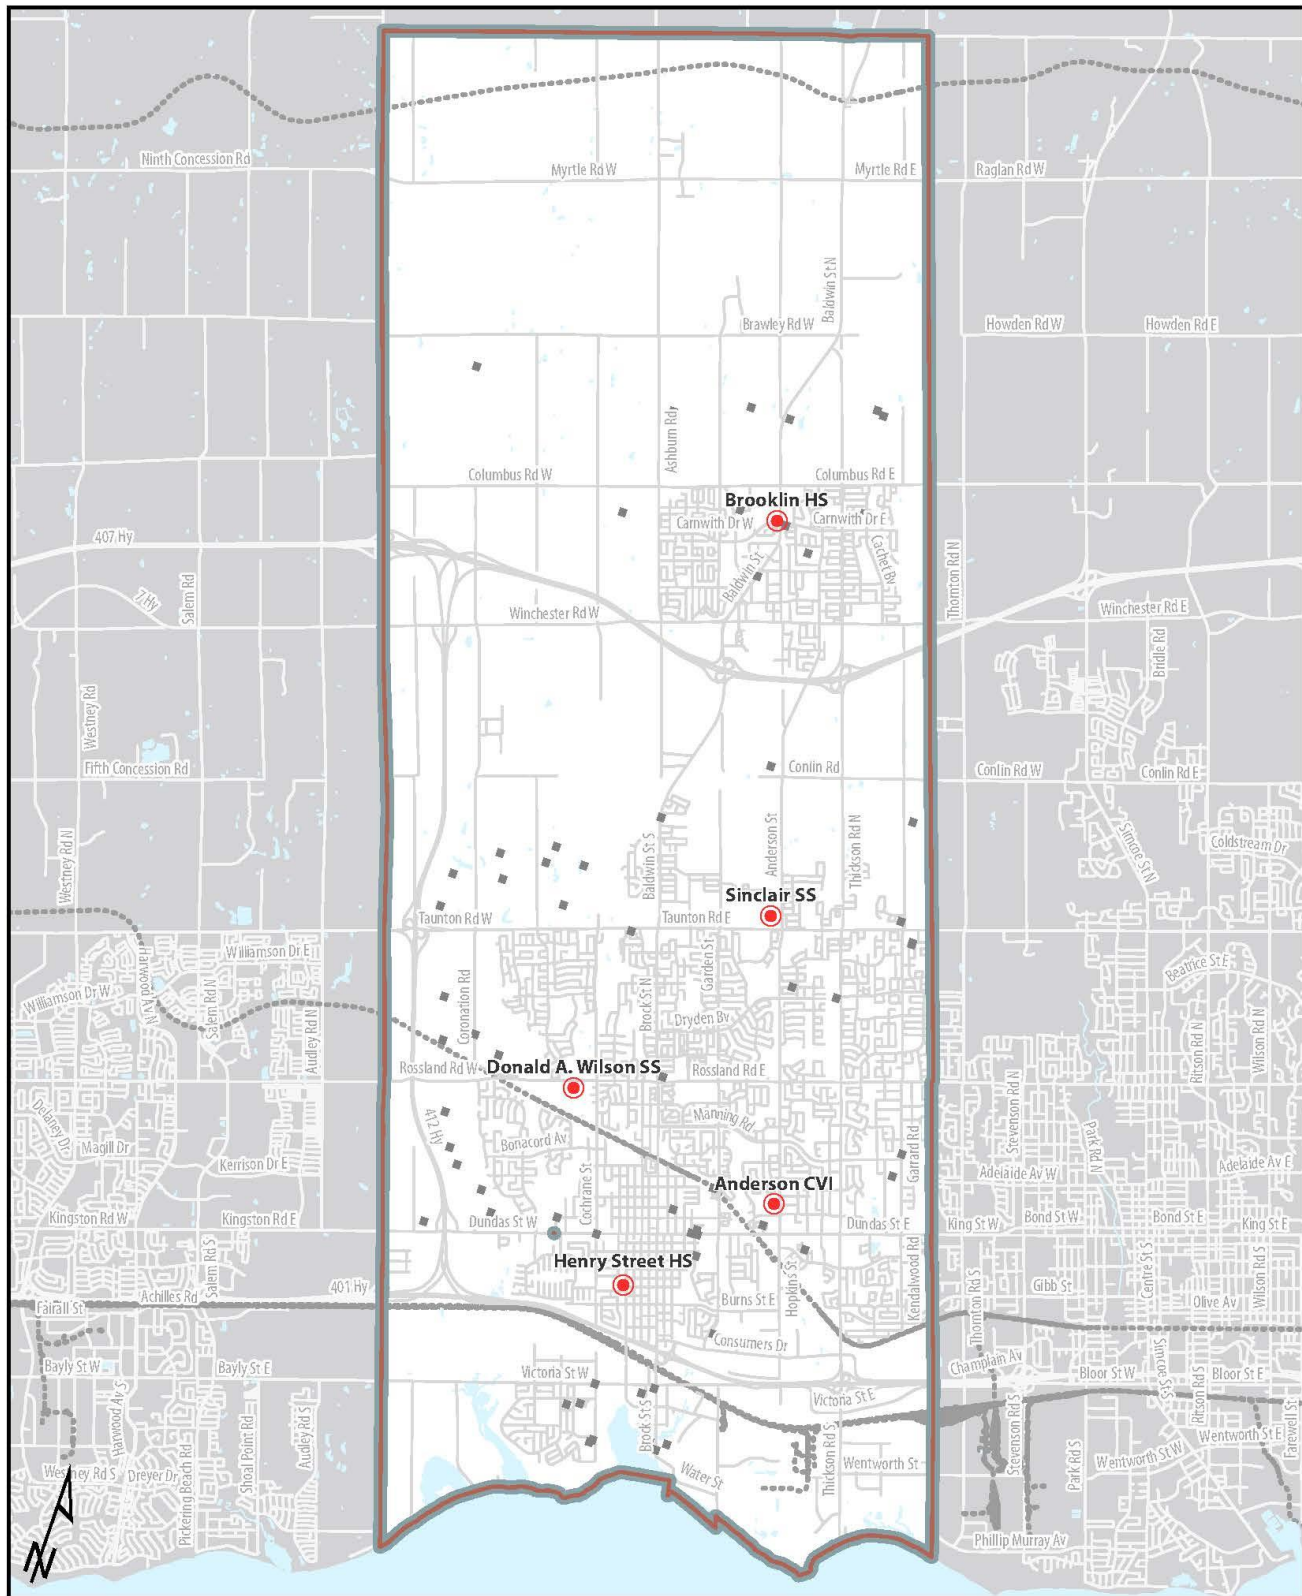 Ninth Concession Rd
Myrtle Rd W
Myrtle Rd E
Raglan Rd W
Baldwin St N
Brawley Rd W
Howden Rd W
Howden Rd E
Ashburn Rd
Columbus Rd W
Columbus Rd E
Brooklin HS
Carnwith Dr W
Carnwith Dr E
407 Hy
Cachet Bv
Baldwin St
Thornton Rd N
7 Hy
Salem Rd
Winchester Rd W
Winchester Rd E
Bridle Rd
Westney Rd
Fifth Concession Rd
Conlin Rd
Conlin Rd W
Conlin Rd E
Westney Rd N
Baldwin St S
Anderson St
Thickson Rd N
Simcoe St N
Coldstream Dr
Sinclair SS
Taunton Rd W
Taunton Rd E
Harwood Av N
Williamson Dr E
Garden St
Beatrice St E
Williamson Dr W
Salem Rd N
Coronation Rd
Brock St N
Dryden Bv
Audley Rd N
Ritson Rd N
Wilson Rd N
Rossland Rd W
Donald A. Wilson SS
Rossland Rd E
Stevenson Rd N
Delaney Dr
412 Hy
Manning Rd
Magill Dr
Bonacord Av
Park Rd N
Garrard Rd
Kerrison Dr E
Adelaide Av W
Adelaide Av E
Cochrane St
Anderson CVI
Kingston Rd W
Kingston Rd E
Dundas St W
Dundas St E
King St W
Bond St W
Bond St E
King St E
Salem Rd S
Henry Street HS
Kendalwood Rd
Centre St S
Wilson Rd S
401 Hy
Achilles Rd
Hopkins St
Gibb St
Fairall St
Burns St E
Thornton Rd S
Olive Av
Consumers Dr
Bayly St W
Bayly St E
Champlain Av
Simcoe St S
Victoria St W
Bloor St W
Bloor St E
Victoria St E
Harwood Av S
Ritson Rd S
Farewell St
Shoal Point Rd
Audley Rd S
Brock St S
Stevenson Rd S
Wentworth St E
Pickering Beach Rd
Thickson Rd S
Park Rd S
Wentworth St W
Westney Rd S
Dreyer Dr
Water St
Wentworth St
Phillip Murray Av
N